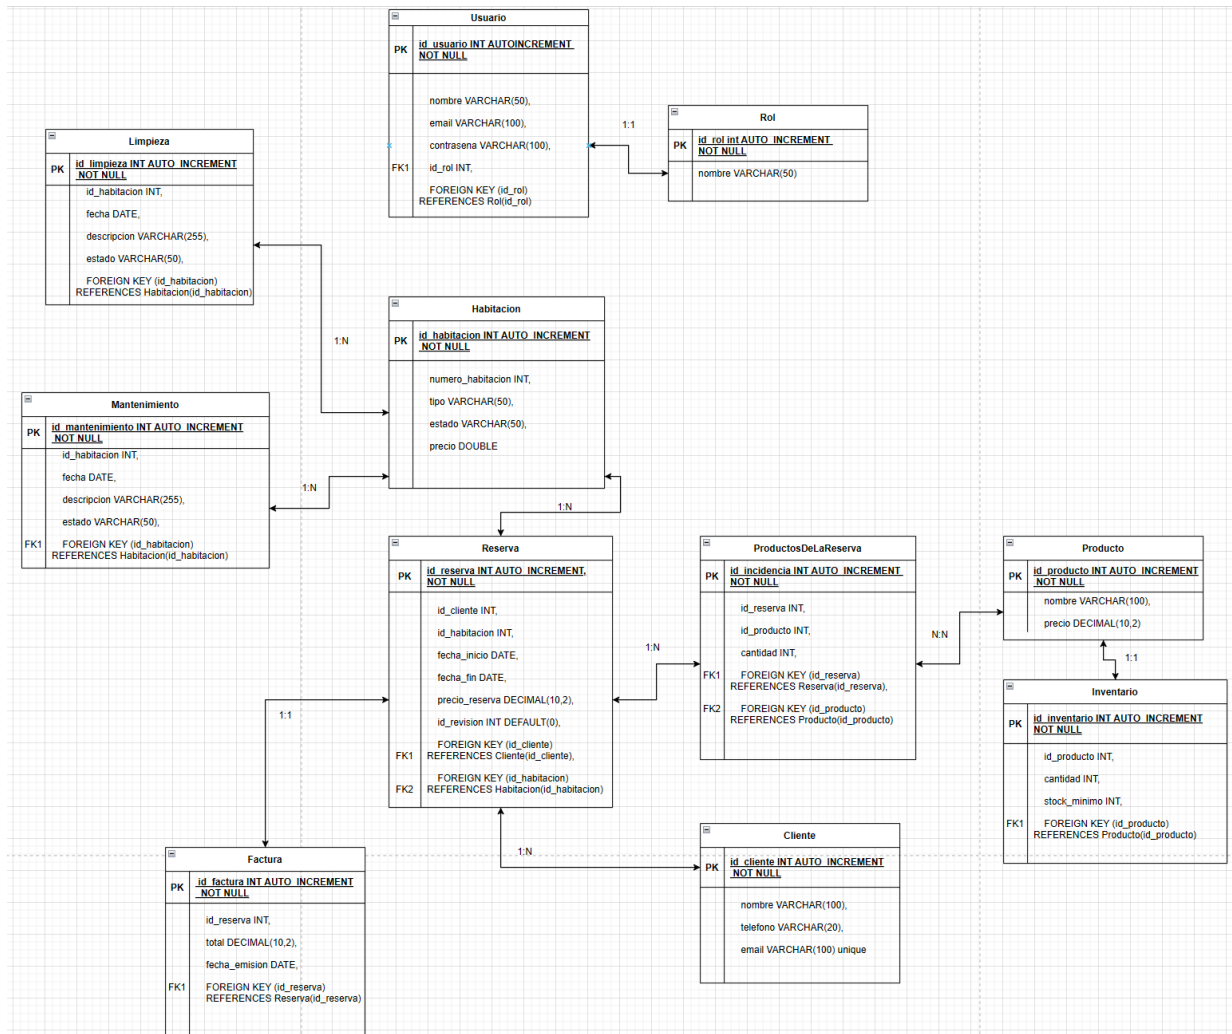 Usuario
PK
id_usuario INT AUTOINCREMENT
NOT NULL
nombre VARCHAR(50),
email VARCHAR(100),
contrasena VARCHAR(100),
FK1
id_rol INT,
FOREIGN KEY (id_rol)
REFERENCES Rol(id_rol)
1:1
Rol
PK
id_rol int AUTO_INCREMENT
NOT NULL
nombre VARCHAR(50)
Limpieza
PK
id_limpieza INT AUTO_INCREMENT
NOT NULL
id_habitacion INT,
fecha DATE,
descripcion VARCHAR(255),
estado VARCHAR(50),
FOREIGN KEY (id_habitacion)
REFERENCES Habitacion(id_habitacion)
1:N
Habitacion
PK
id_habitacion INT AUTO_INCREMENT
NOT NULL
numero_habitacion INT,
tipo VARCHAR(50),
estado VARCHAR(50),
precio DOUBLE
Mantenimiento
PK
id_mantenimiento INT AUTO_INCREMENT
NOT NULL
id_habitacion INT,
fecha DATE,
descripcion VARCHAR(255),
estado VARCHAR(50),
FK1
FOREIGN KEY (id_habitacion)
REFERENCES Habitacion(id_habitacion)
1:N
1:N
Reserva
PK
id_reserva INT AUTO_INCREMENT,
NOT NULL
id_cliente INT,
id_habitacion INT,
fecha_inicio DATE,
fecha_fin DATE,
precio_reserva DECIMAL(10,2),
id_revision INT DEFAULT(0),
FOREIGN KEY (id_cliente)
FK1
REFERENCES Cliente(id_cliente),
FOREIGN KEY (id_habitacion)
FK2
REFERENCES Habitacion(id_habitacion)
1:N
ProductosDeLaReserva
PK
id_incidencia INT AUTO_INCREMENT
NOT NULL
id_reserva INT,
id_producto INT,
cantidad INT,
FK1
FOREIGN KEY (id_reserva)
REFERENCES Reserva(id_reserva),
FK2
FOREIGN KEY (id_producto)
REFERENCES Producto(id_producto)
N:N
Producto
PK
id_producto INT AUTO_INCREMENT
NOT NULL
nombre VARCHAR(100),
precio DECIMAL(10,2)
1:1
Inventario
PK
id_inventario INT AUTO_INCREMENT
NOT NULL
id_producto INT,
cantidad INT,
stock_minimo INT,
FK1
FOREIGN KEY (id_producto)
REFERENCES Producto(id_producto)
1:1
1:N
Cliente
PK
id_cliente INT AUTO_INCREMENT
NOT NULL
nombre VARCHAR(100),
telefono VARCHAR(20),
email VARCHAR(100) unique
Factura
PK
id_factura INT AUTO_INCREMENT
NOT NULL
id_reserva INT,
total DECIMAL(10,2),
fecha_emision DATE,
FK1
FOREIGN KEY (id_reserva)
REFERENCES Reserva(id_reserva)